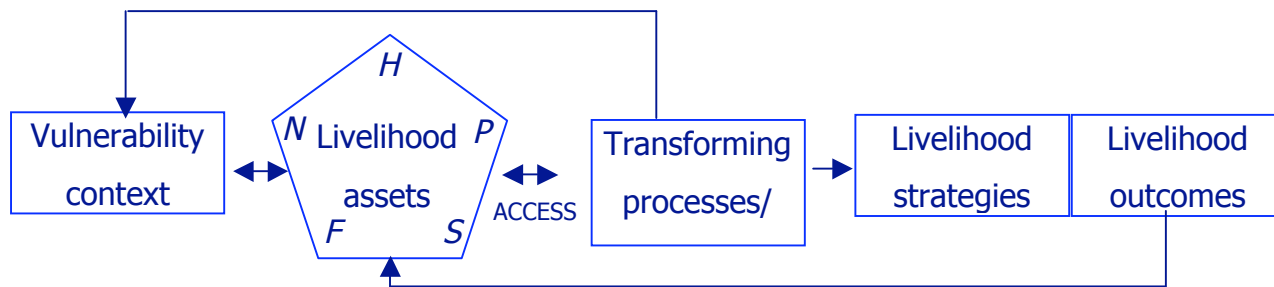 Vulnerability
context
H
N
Livelihood
P
assets
F
S
ACCESS
Transforming
processes/
Livelihood
strategies
Livelihood
outcomes